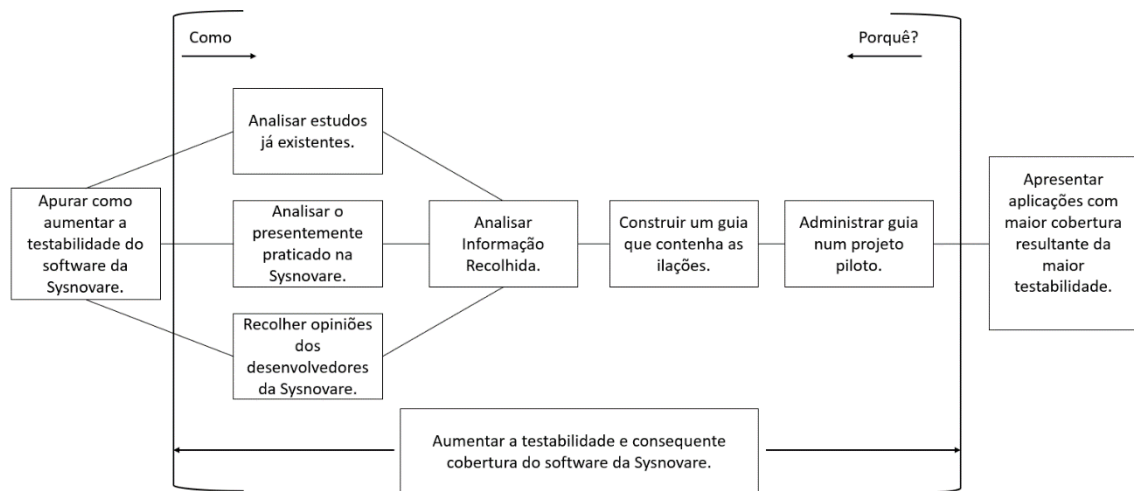 Como
Porquê?
Analisar estudos
já existentes.
Apurar como
aumentar a
testabilidade do
software da
Sysnovare.
Analisar o
presentemente
praticado na
Sysnovare.
Recolher opiniões
dos
desenvolvedores
da Sysnovare.
Analisar
Informação
Recolhida.
Construir um guia
que contenha as
ilações.
Administrar guia
num projeto
piloto.
Apresentar
aplicações com
maior cobertura
resultante da
maior
testabilidade.
Aumentar a testabilidade e consequente
cobertura do software da Sysnovare.